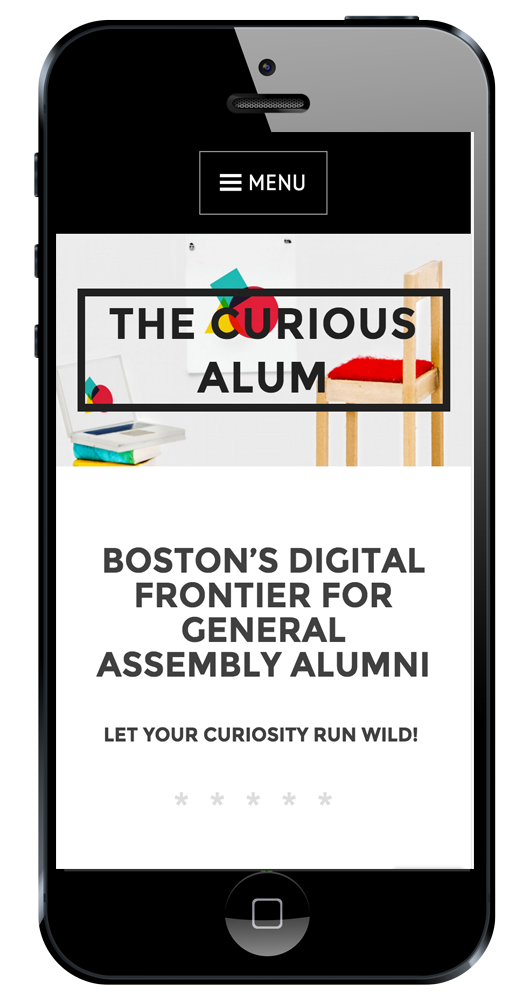 MENU
THE CURIOUS
ALUM
BOSTON’S DIGITAL
FRONTIER FOR
GENERAL
ASSEMBLY ALUMNI
LET YOUR CURIOSITY RUN WILD!
* * * * *